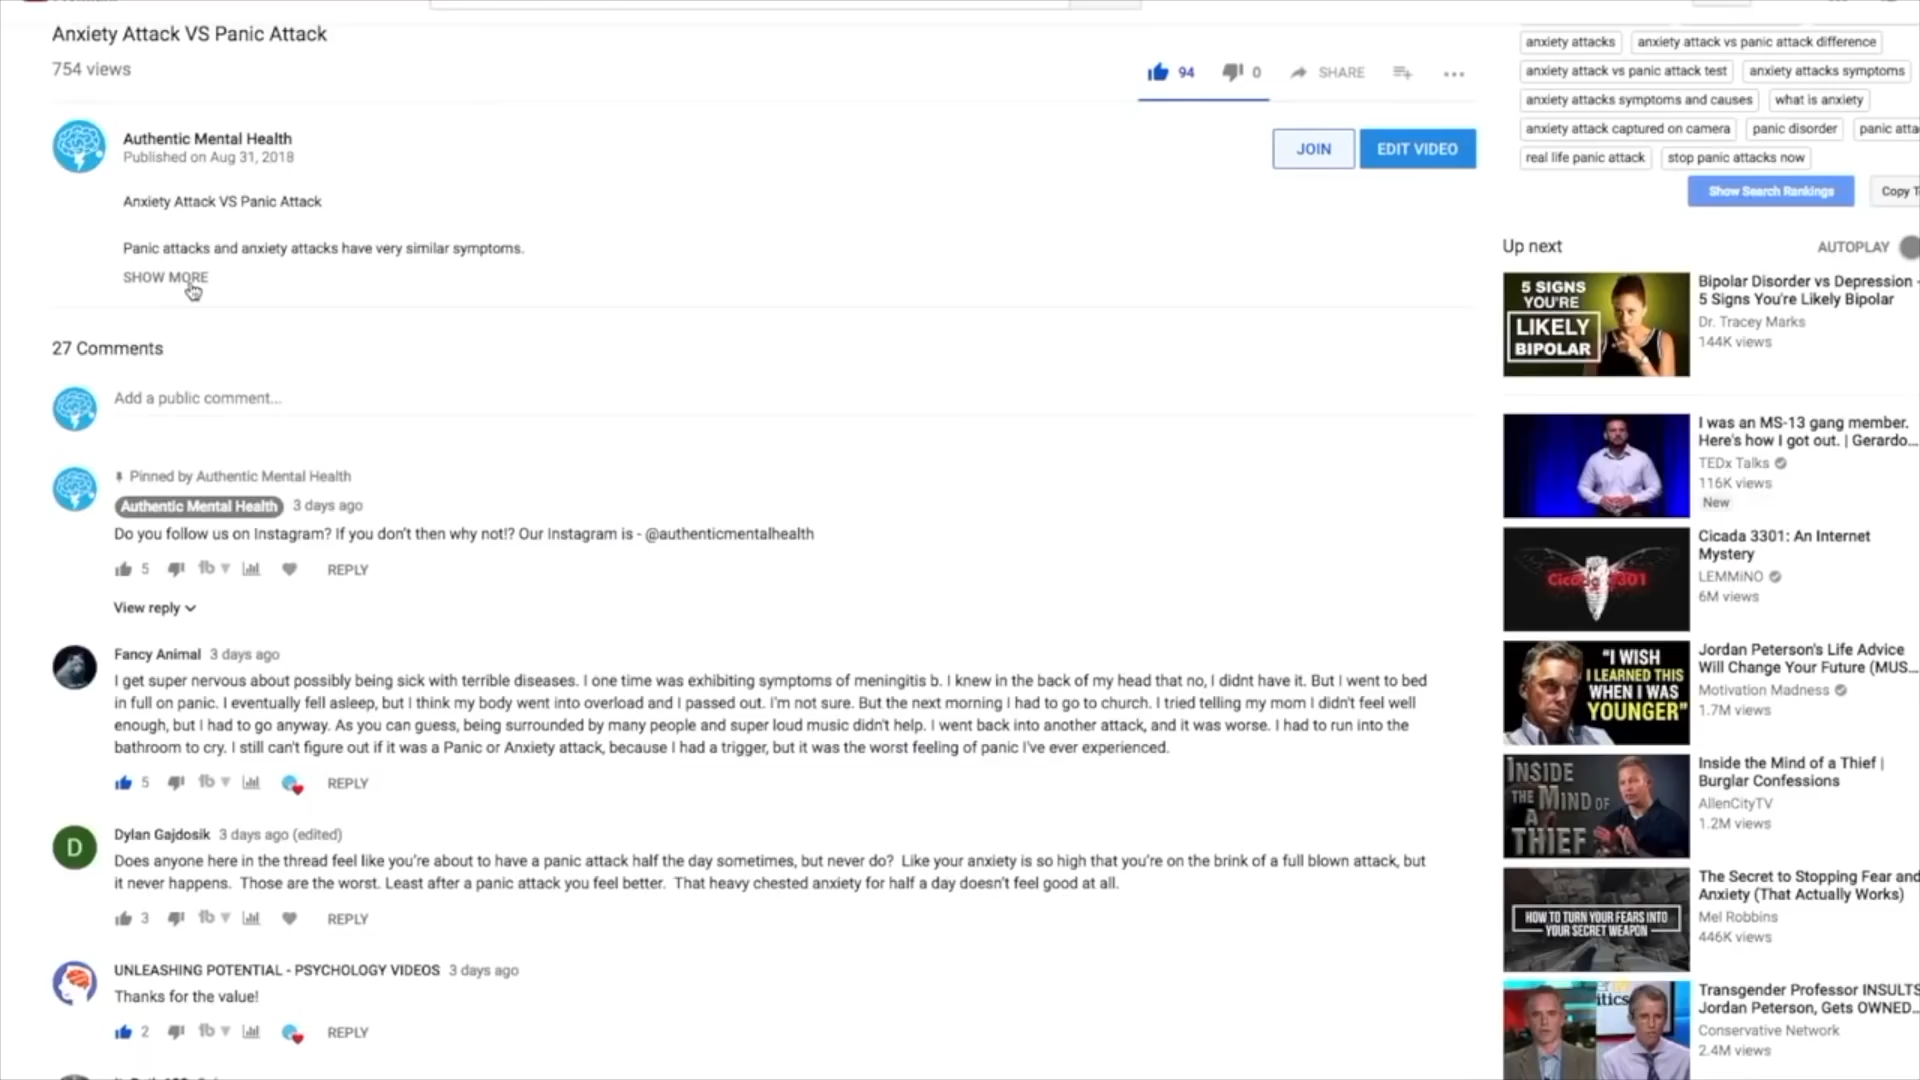 Anxiety Attack VS Panic Attack
754 views
94
0
SHARE
Authentic Mental Health
Published on Aug 31, 2018
JOIN
EDIT VIDEO
Anxiety Attack VS Panic Attack
Panic attacks and anxiety attacks have very similar symptoms.
SHOW MORE
27 Comments
Add a public comment...
Pinned by Authentic Mental Health
Authentic Mental Health 3 days ago
Do you follow us on Instagram? If you don't then why not!? Our Instagram is - @authenticmentalhealth
5 REPLY
View reply
Fancy Animal 3 days ago
I get super nervous about possibly being sick with terrible diseases. I one time was exhibiting symptoms of meningitis b. I knew in the back of my head that no, I didnt have it. But I went to bed
in full on panic. I eventually fell asleep, but I think my body went into overload and I passed out. I'm not sure. But the next morning I had to go to church. I tried telling my mom I didn't feel well
enough, but I had to go anyway. As you can guess, being surrounded by many people and super loud music didn't help. I went back into another attack, and it was worse. I had to run into the
bathroom to cry. I still can't figure out if it was a Panic or Anxiety attack, because I had a trigger, but it was the worst feeling of panic I've ever experienced.
5 REPLY
D
Dylan Gajdosik 3 days ago (edited)
Does anyone here in the thread feel like you're about to have a panic attack half the day sometimes, but never do? Like your anxiety is so high that you're on the brink of a full blown attack, but
it never happens. Those are the worst. Least after a panic attack you feel better. That heavy chested anxiety for half a day doesn't feel good at all.
3 REPLY
UNLEASHING POTENTIAL - PSYCHOLOGY VIDEOS 3 days ago
Thanks for the value!
2 REPLY
anxiety attacks
anxiety attack vs panic attack difference
anxiety attack vs panic attack test
anxiety attacks symptoms
anxiety attacks symptoms and causes
what is anxiety
anxiety attack captured on camera
panic disorder
panic atta
real life panic attack
stop panic attacks now
Show Search Rankings
Copy T
Up next
AUTOPLAY
5 SIGNS
YOU'RE
LIKELY
BIPOLAR
Bipolar Disorder vs Depression -
5 Signs You're Likely Bipolar
Dr. Tracey Marks
144K views
I was an MS-13 gang member.
Here's how I got out. | Gerardo...
TEDx Talks
116K views
New
Cicada 3301
Cicada 3301: An Internet
Mystery
LEMMiNO
6M views
"I WISH
I LEARNED THIS
WHEN I WAS
YOUNGER"
Jordan Peterson's Life Advice
Will Change Your Future (MUS...
Motivation Madness
1.7M views
INSIDE
THE MIND OF
A
THIEF
Inside the Mind of a Thief |
Burglar Confessions
AllenCityTV
1.2M views
HOW TO TURN YOUR FEARS INTO
YOUR SECRET WEAPON
The Secret to Stopping Fear and
Anxiety (That Actually Works)
Mel Robbins
446K views
itics
Transgender Professor INSULTS
Jordan Peterson, Gets OWNED...
Conservative Network
2.4M views